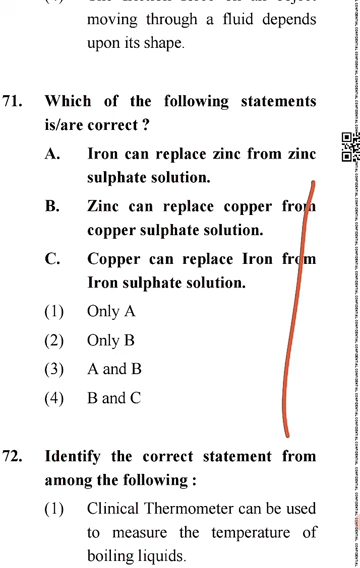 moving through a fluid depends
upon its shape.
71. Which of the following statements
is/are correct ?
A. Iron can replace zinc from zinc
sulphate solution.
B. Zinc can replace copper from
copper sulphate solution.
C. Copper can replace Iron from
Iron sulphate solution.
(1) Only A
(2) Only B
(3) A and B
(4) B and C
72. Identify the correct statement from
among the following :
(1) Clinical Thermometer can be used
to measure the temperature of
boiling liquids.